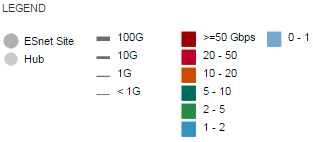 LEGEND
ESnet Site
Hub
100G
10G
1G
< 1G
>=50 Gbps
20 - 50
10 - 20
5 - 10
2 - 5
1 - 2
0 - 1